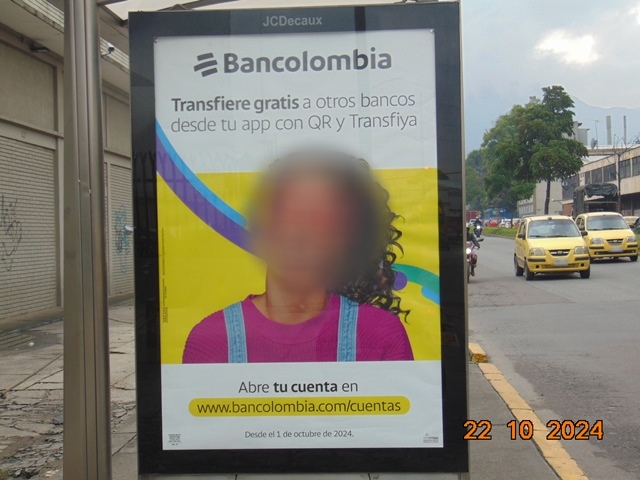 JCDecaux
Bancolombia
Transfiere gratis a otros bancos
desde tu app con QR y Transfiya
Abre tu cuenta en
www.bancolombia.com/cuentas
Desde el 1 de octubre de 2024.
22 10 2024